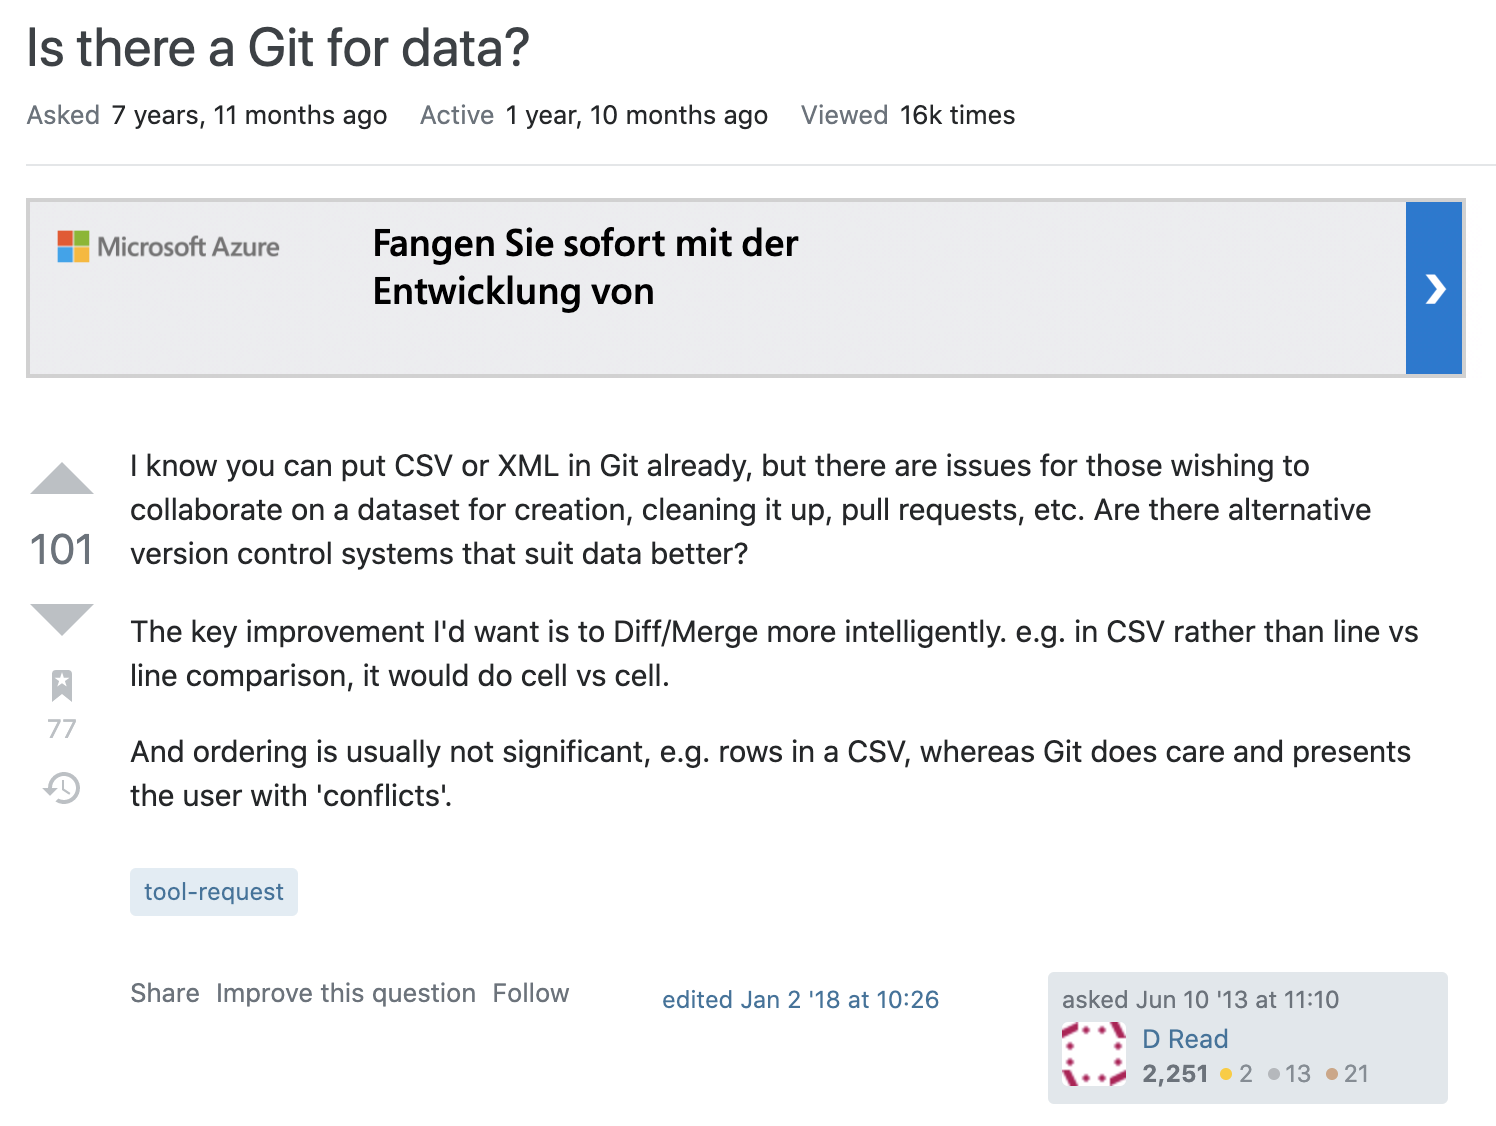 Is there a Git for data?
Asked 7 years, 11 months ago Active 1 year, 10 months ago Viewed 16k times
Microsoft Azure
Fangen Sie sofort mit der
Entwicklung von
I know you can put CSV or XML in Git already, but there are issues for those wishing to
collaborate on a dataset for creation, cleaning it up, pull requests, etc. Are there alternative
version control systems that suit data better?
101
The key improvement I'd want is to Diff/Merge more intelligently. e.g. in CSV rather than line vs
line comparison, it would do cell vs cell.
77
And ordering is usually not significant, e.g. rows in a CSV, whereas Git does care and presents
the user with 'conflicts'.
tool-request
Share Improve this question Follow
edited Jan 2 '18 at 10:26
asked Jun 10 '13 at 11:10
D Read
2,251 2 13 21